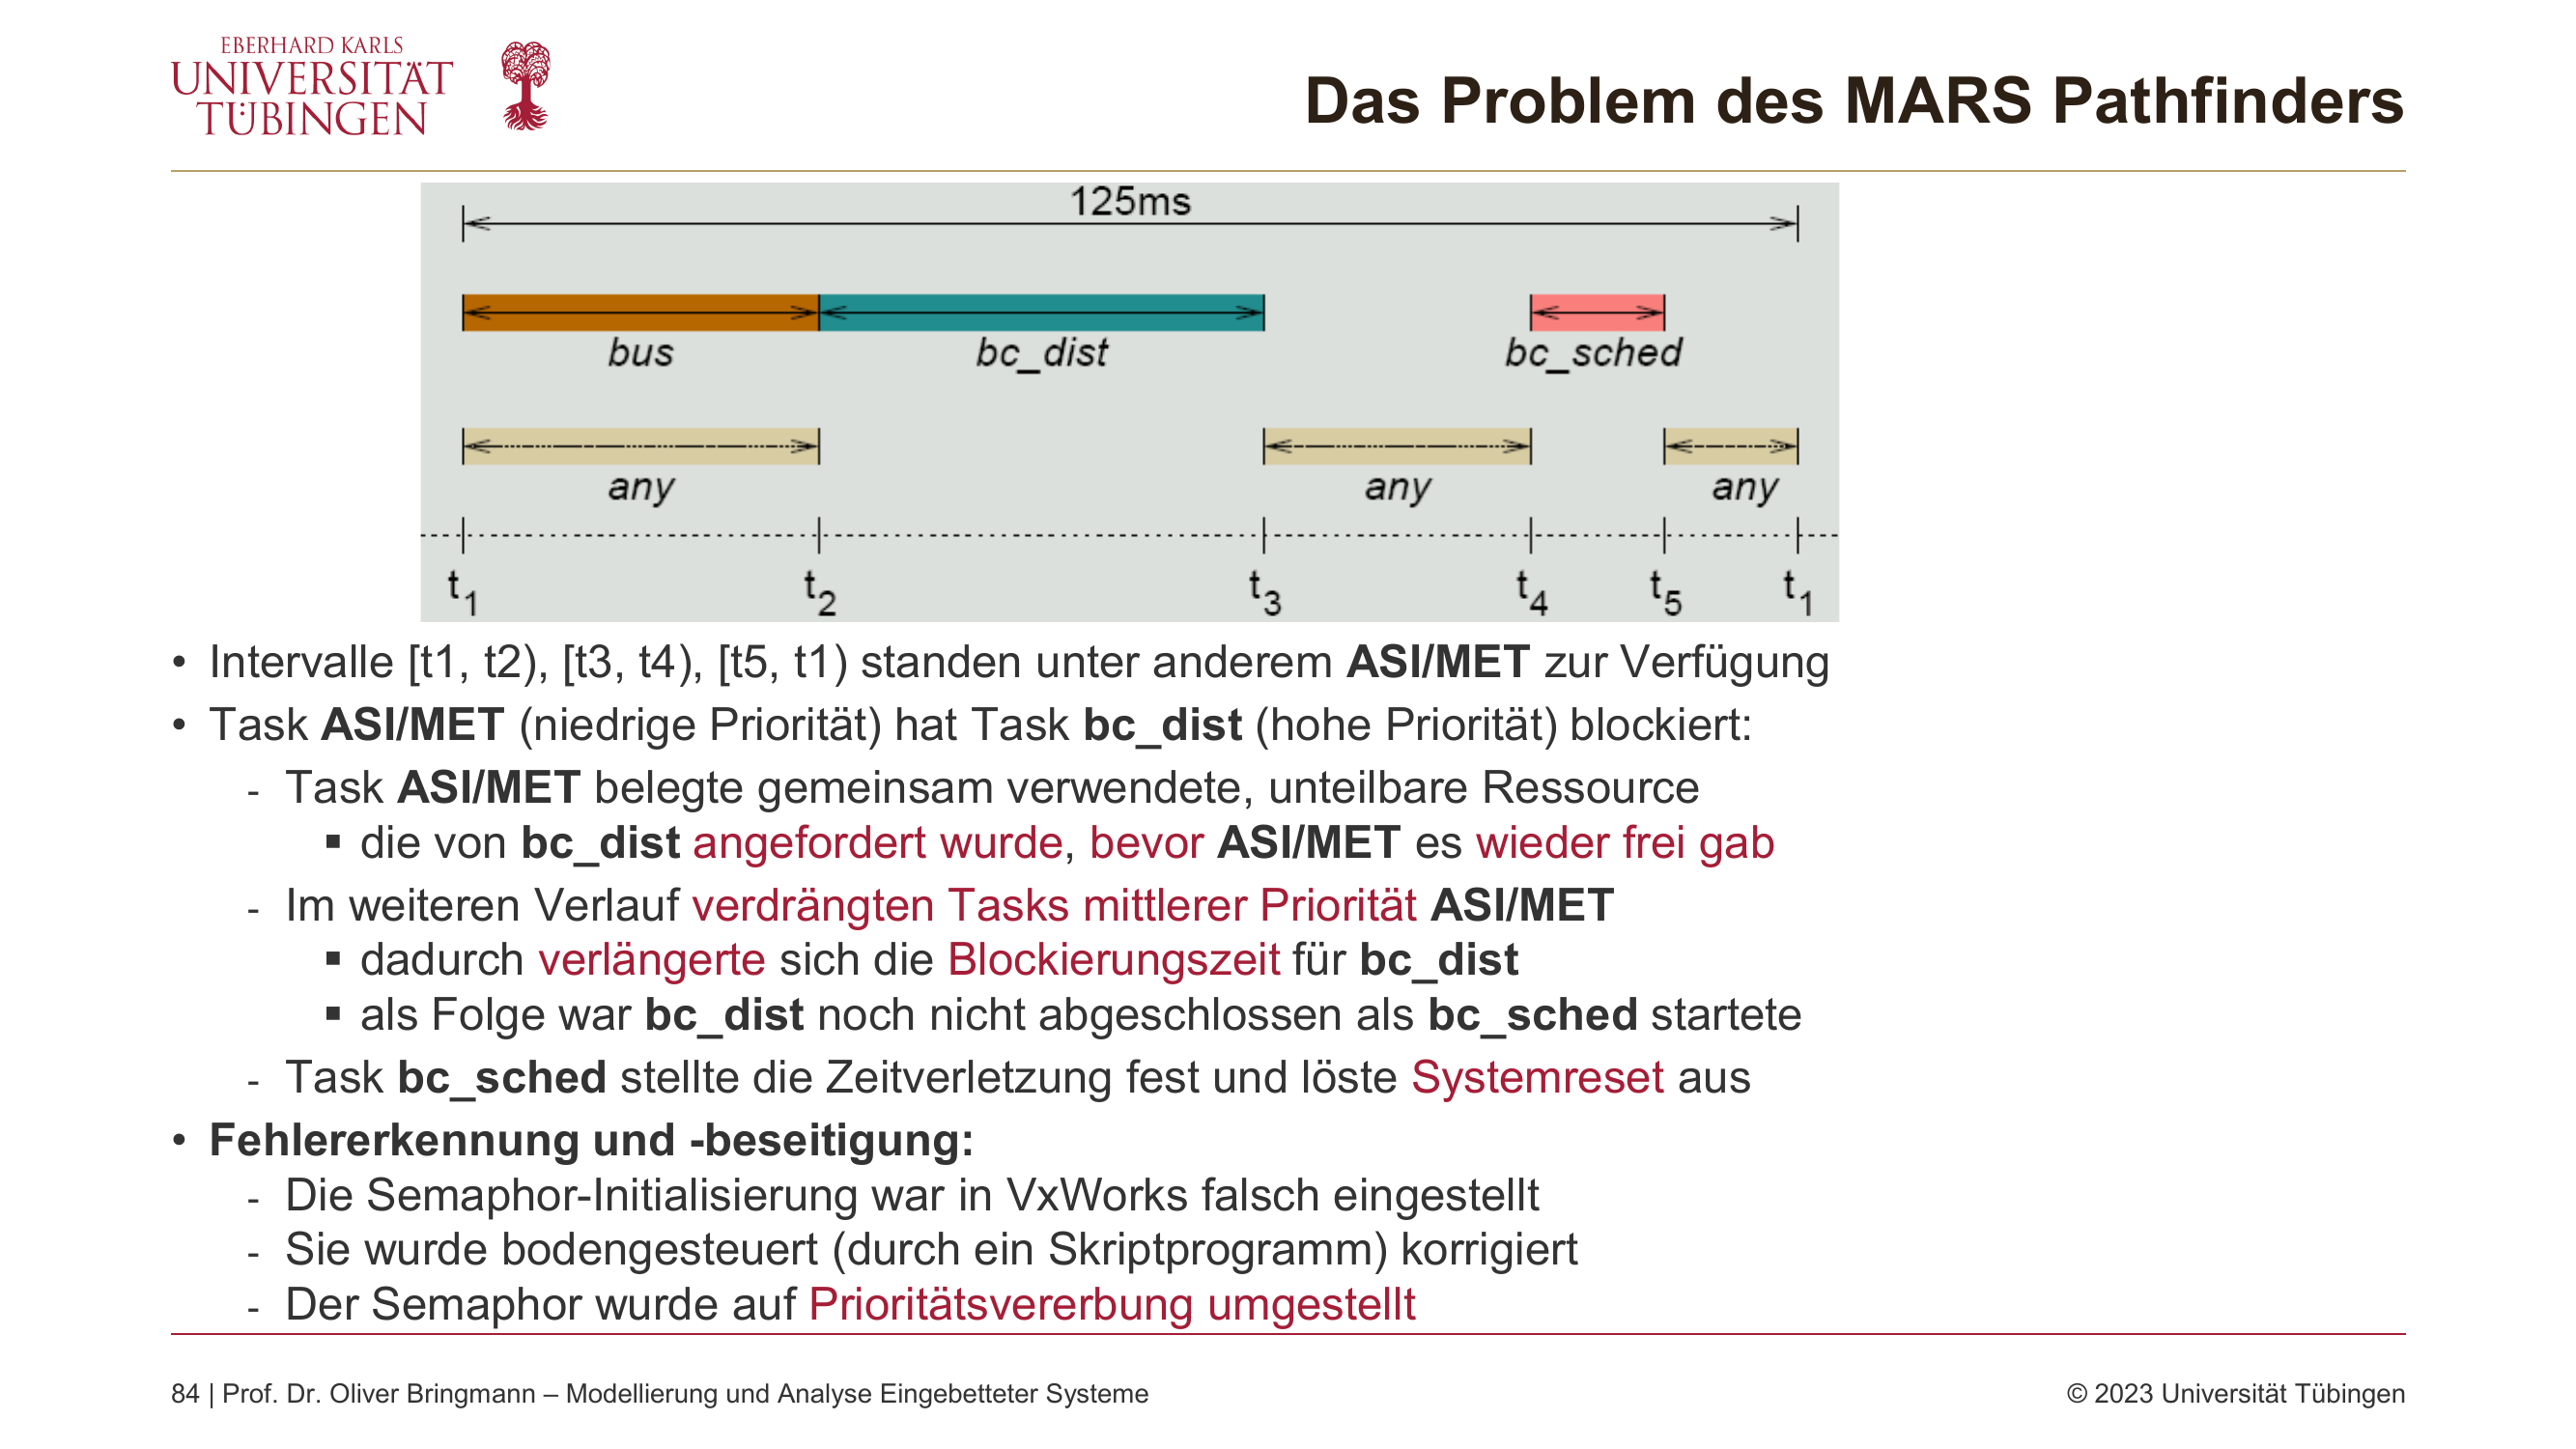 EBERHARD KARLS
UNIVERSITÄT
TÜBINGEN
Das Problem des MARS Pathfinders
125ms
bus bc_dist bc_sched
any any any
t1 t2 t3 t4 t5 t1
• Intervalle [t1, t2), [t3, t4), [t5, t1) standen unter anderem ASI/MET zur Verfügung
• Task ASI/MET (niedrige Priorität) hat Task bc_dist (hohe Priorität) blockiert:
- Task ASI/MET belegte gemeinsam verwendete, unteilbare Ressource
▪ die von bc_dist angefordert wurde, bevor ASI/MET es wieder frei gab
- Im weiteren Verlauf verdrängten Tasks mittlerer Priorität ASI/MET
▪ dadurch verlängerte sich die Blockierungszeit für bc_dist
▪ als Folge war bc_dist noch nicht abgeschlossen als bc_sched startete
- Task bc_sched stellte die Zeitverletzung fest und löste Systemreset aus
• Fehlererkennung und -beseitigung:
- Die Semaphor-Initialisierung war in VxWorks falsch eingestellt
- Sie wurde bodengesteuert (durch ein Skriptprogramm) korrigiert
- Der Semaphor wurde auf Prioritätsvererbung umgestellt
84 | Prof. Dr. Oliver Bringmann – Modellierung und Analyse Eingebetteter Systeme
© 2023 Universität Tübingen